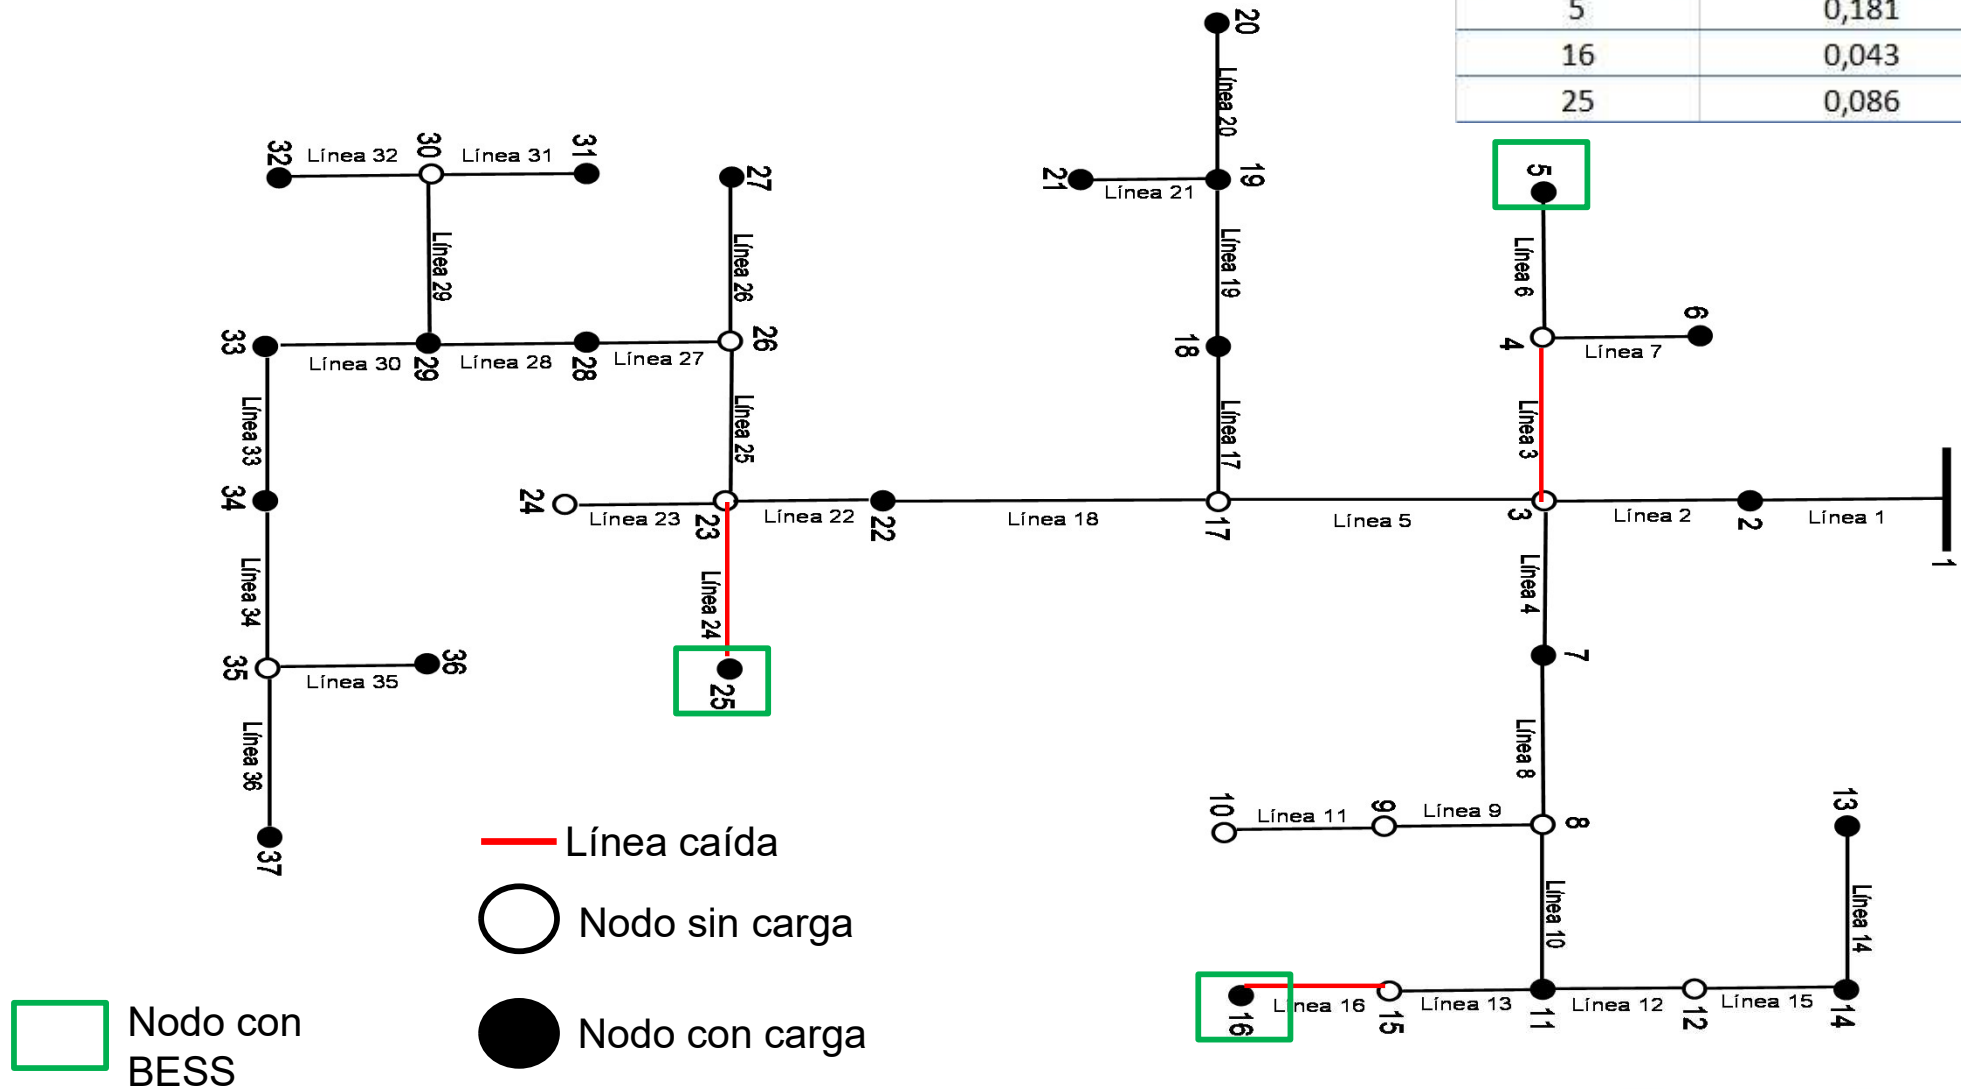 5 0,181
16 0,043
25 0,086
20
Línea 20
32
Línea 32
30
Línea 31
31
27
21
Línea 21
19
5
Línea 29
Línea 26
Línea 19
Línea 6
6
33
Línea 30
29
Línea 28
28
Línea 27
26
18
4
Línea 7
Línea 33
Línea 25
Línea 17
Línea 3
34
24
Línea 23
23
Línea 22
22
Línea 18
17
Línea 5
3
Línea 2
2
Línea 1
1
Línea 34
Línea 24
Línea 4
35
Línea 35
36
25
7
Línea 36
Línea 8
37
10
Línea 11
9
Línea 9
8
13
Línea 10
Línea 14
16
Línea 16
15
Línea 13
11
Línea 12
12
Línea 15
14
Línea caída
Nodo sin carga
Nodo con carga
Nodo con
BESS